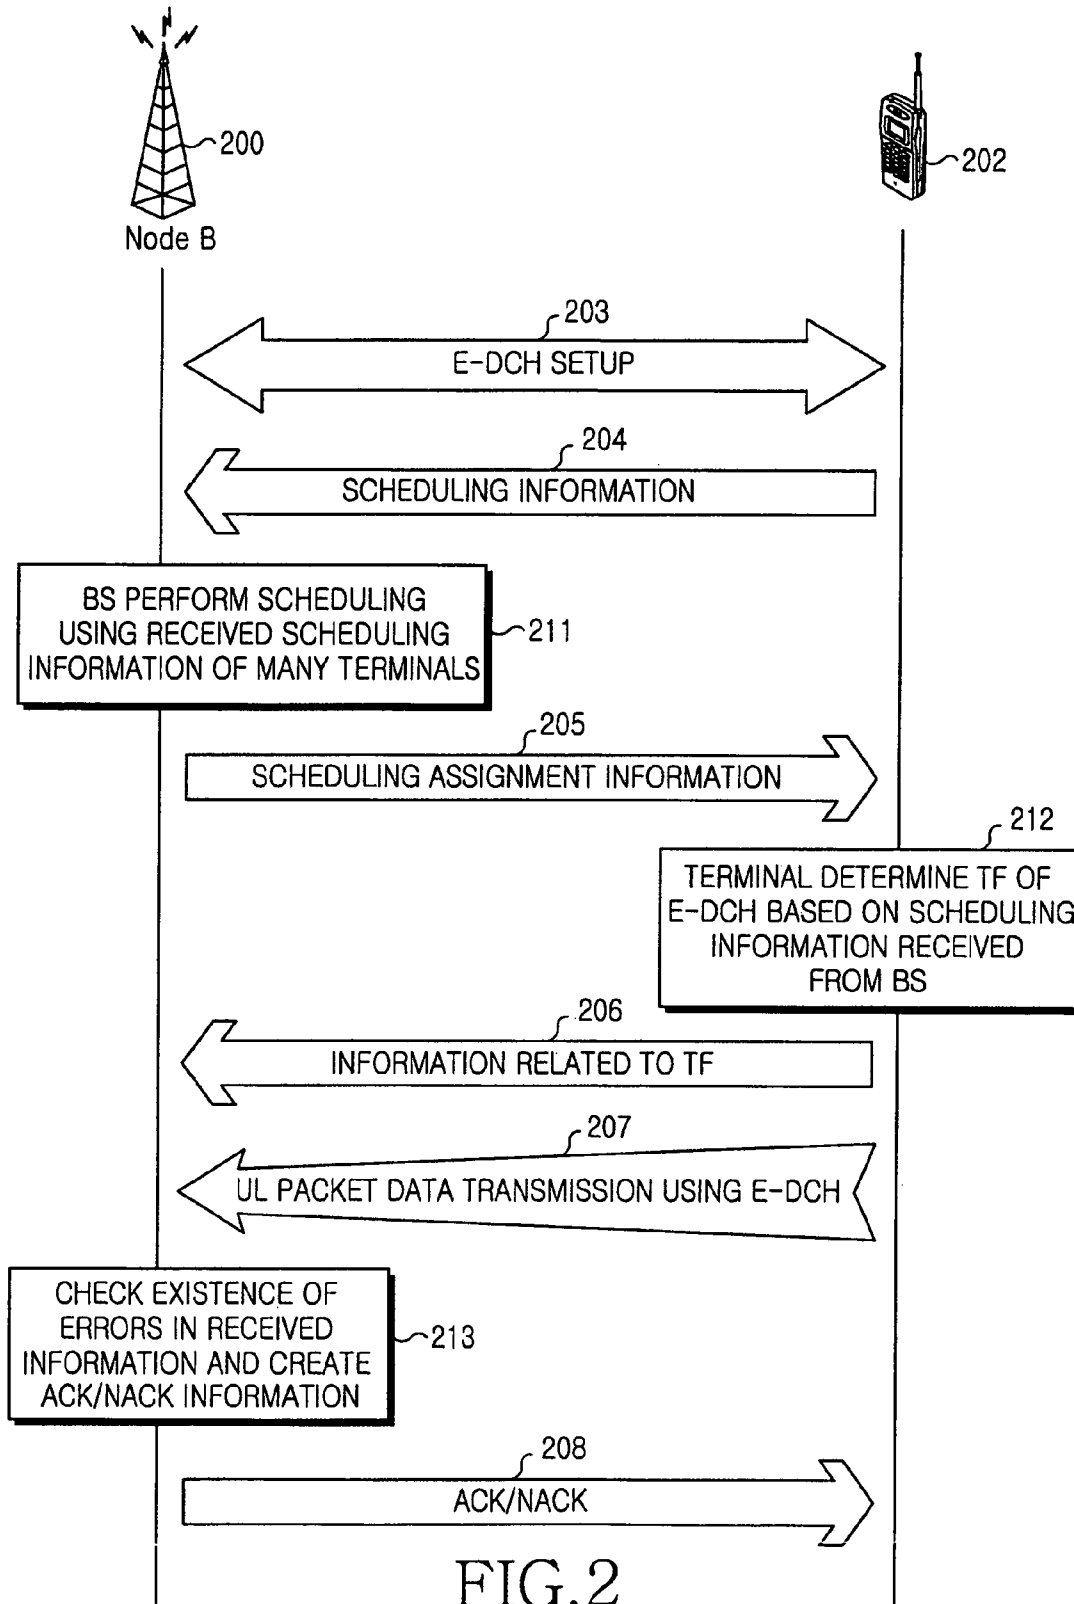 200
202
Node B
203
E-DCH SETUP
204
SCHEDULING INFORMATION
BS PERFORM SCHEDULING
USING RECEIVED SCHEDULING
INFORMATION OF MANY TERMINALS
211
205
SCHEDULING ASSIGNMENT INFORMATION
212
TERMINAL DETERMINE TF OF
E-DCH BASED ON SCHEDULING
INFORMATION RECEIVED
FROM BS
206
INFORMATION RELATED TO TF
207
UL PACKET DATA TRANSMISSION USING E-DCH
CHECK EXISTENCE OF
ERRORS IN RECEIVED
INFORMATION AND CREATE
ACK/NACK INFORMATION
213
208
ACK/NACK
FIG.2